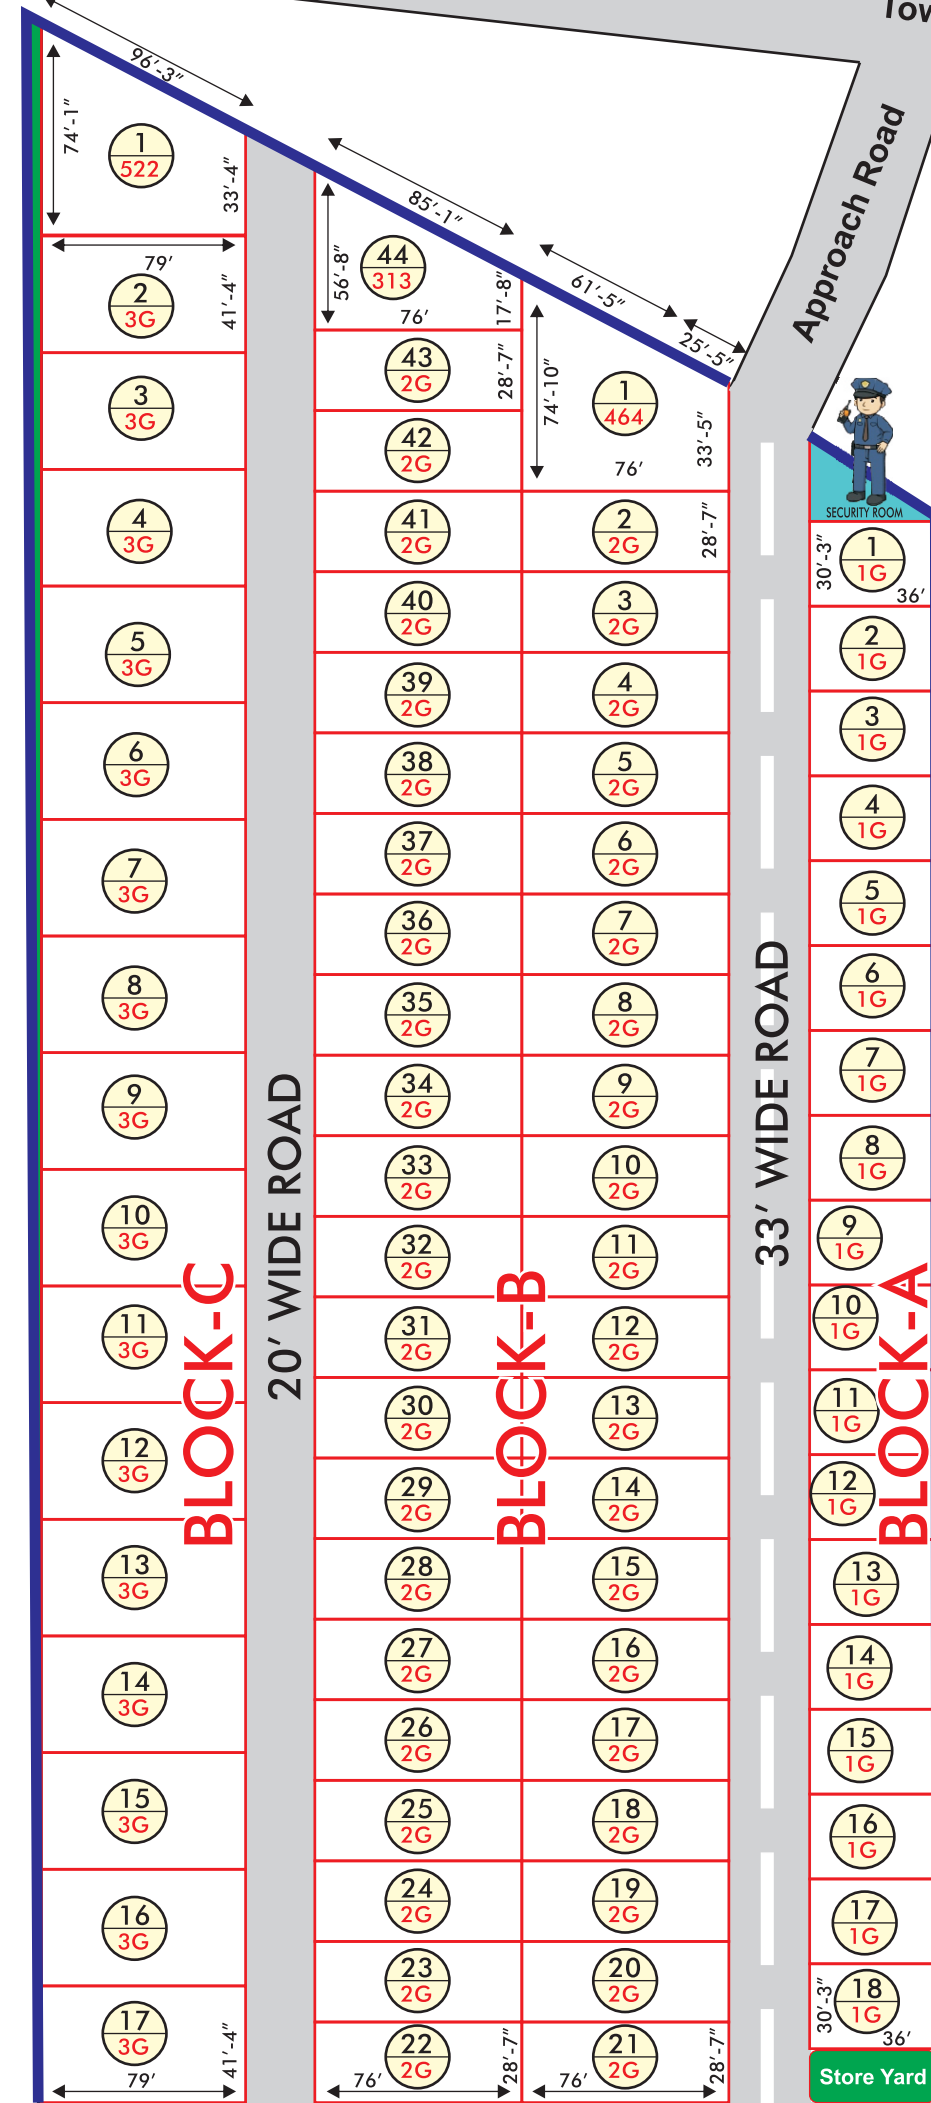 Tow
Approach Road
96'-3"
74'-1"
1
522
33'-4"
79'
2
3G
41'-4"
3
3G
4
3G
5
3G
6
3G
7
3G
8
3G
9
3G
10
3G
11
3G
12
3G
13
3G
14
3G
15
3G
16
3G
17
3G
41'-4"
79'
BLOCK-C
20' WIDE ROAD
85'-1"
56'-8"
44
313
76'
17'-8"
43
2G
28'-7"
42
2G
41
2G
40
2G
39
2G
38
2G
37
2G
36
2G
35
2G
34
2G
33
2G
32
2G
31
2G
30
2G
29
2G
28
2G
27
2G
26
2G
25
2G
24
2G
23
2G
22
2G
76'
28'-7"
BLOCK-B
61'-5"
25'-5"
74'-10"
1
464
33'-5"
76'
2
2G
28'-7"
3
2G
4
2G
5
2G
6
2G
7
2G
8
2G
9
2G
10
2G
11
2G
12
2G
13
2G
14
2G
15
2G
16
2G
17
2G
18
2G
19
2G
20
2G
21
2G
76'
28'-7"
33' WIDE ROAD
SECURITY ROOM
30'-3"
1
1G
36'
2
1G
3
1G
4
1G
5
1G
6
1G
7
1G
8
1G
9
1G
10
1G
11
1G
12
1G
13
1G
14
1G
15
1G
16
1G
17
1G
30'-3"
18
1G
36'
BLOCK-A
Store Yard